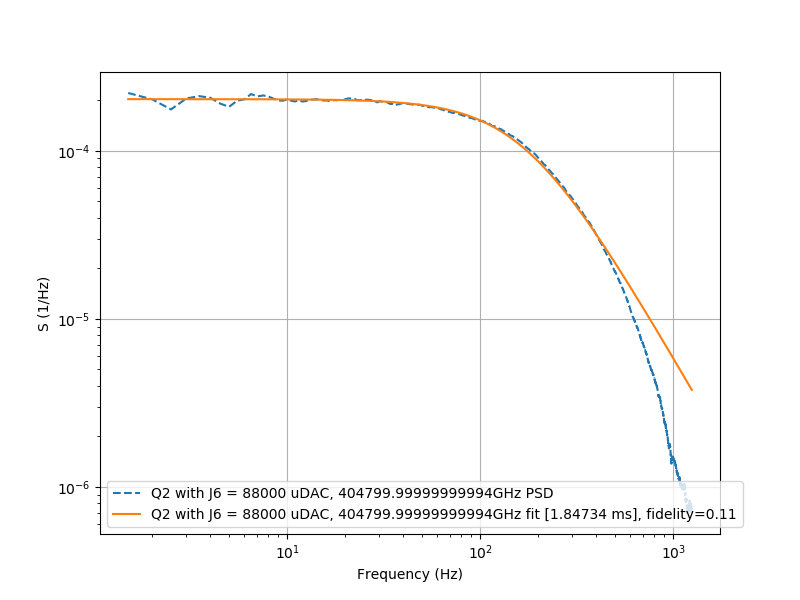 10⁻⁴
10⁻⁵
10⁻⁶
S (1/Hz)
Q2 with J6 = 88000 uDAC, 404799.99999999994GHz PSD
Q2 with J6 = 88000 uDAC, 404799.99999999994GHz fit [1.84734 ms], fidelity=0.11
10¹ 10² 10³
Frequency (Hz)